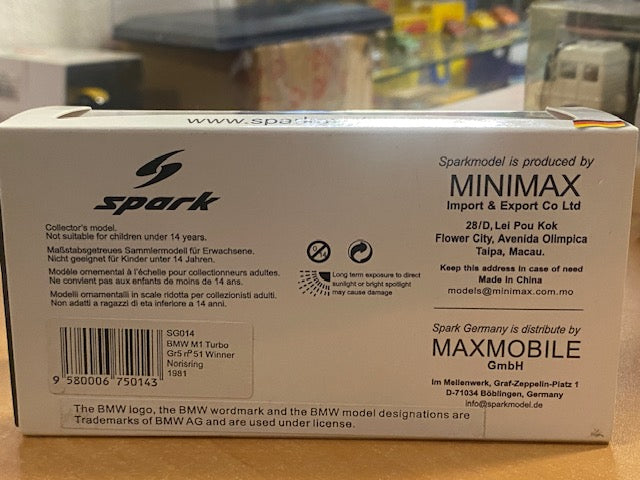 www.spark
spark
Collector's model.
Not suitable for children under 14 years.
Maßstabsgetreues Sammlermodell für Erwachsene.
Nicht geeignet für Kinder unter 14 Jahren.
Modèle ornemental à l'échelle pour collectionneurs adultes.
Ne convient pas aux enfants de moins de 14 ans.
Modelli ornamentali in scale ridotta per collezionisti adulti.
Non adatti a ragazzi di eta inferiore a 14 anni.
0/14
Long term exposure to direct
sunlight or bright spotlight
may cause damage
SG014
BMW M1 Turbo
Gr5 nº51 Winner
Norisring
1981
9 580006 750143
The BMW logo, the BMW wordmark and the BMW model designations are
Trademarks of BMW AG and are used under license.
Sparkmodel is produced by
MINIMAX
Import & Export Co Ltd
28/D, Lei Pou Kok
Flower City, Avenida Olimpica
Taipa, Macau.
Keep this address in case of need
Made in China
models@minimax.com.mo
Spark Germany is distribute by
MAXMOBILE
GmbH
Im Meilenwerk, Graf-Zeppelin-Platz 1
D-71034 Böblingen, Germany
info@sparkmodel.de